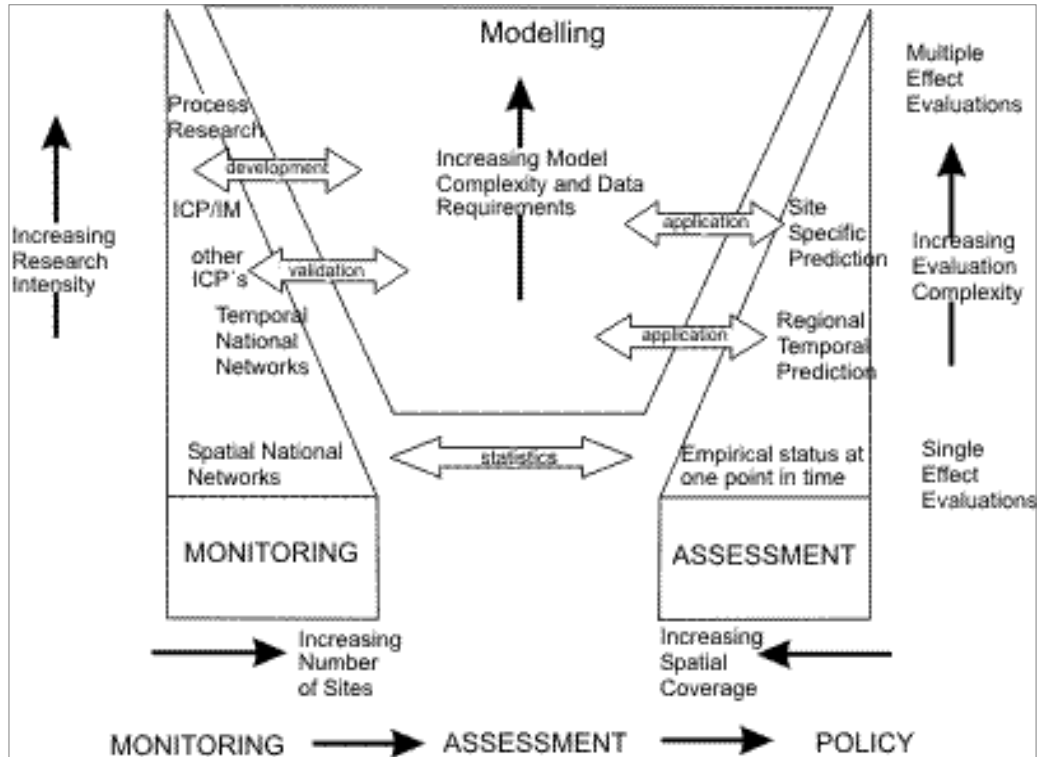 Modelling
Multiple
Effect
Evaluations
Process
Research
development
Increasing Model
Complexity and Data
Requirements
ICP/IM
application
Site
Specific
Prediction
Increasing
Research
Intensity
other
ICP´s
validation
Increasing
Evaluation
Complexity
Temporal
National
Networks
application
Regional
Temporal
Prediction
Spatial National
Networks
statistics
Empirical status at
one point in time
Single
Effect
Evaluations
MONITORING
ASSESSMENT
Increasing
Number
of Sites
Increasing
Spatial
Coverage
MONITORING
ASSESSMENT
POLICY